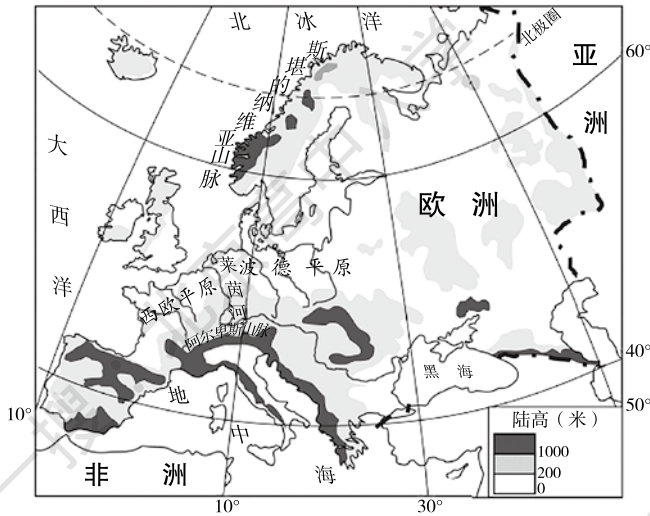 北冰洋
北极圈
60°
亚洲
斯堪的纳维亚山脉
大西洋
欧洲
莱波德平原
西欧平原
莱茵河
阿尔卑斯山脉
40°
黑海
50°
10°
地中海
陆高（米）
1000
200
0
非洲
10°
30°